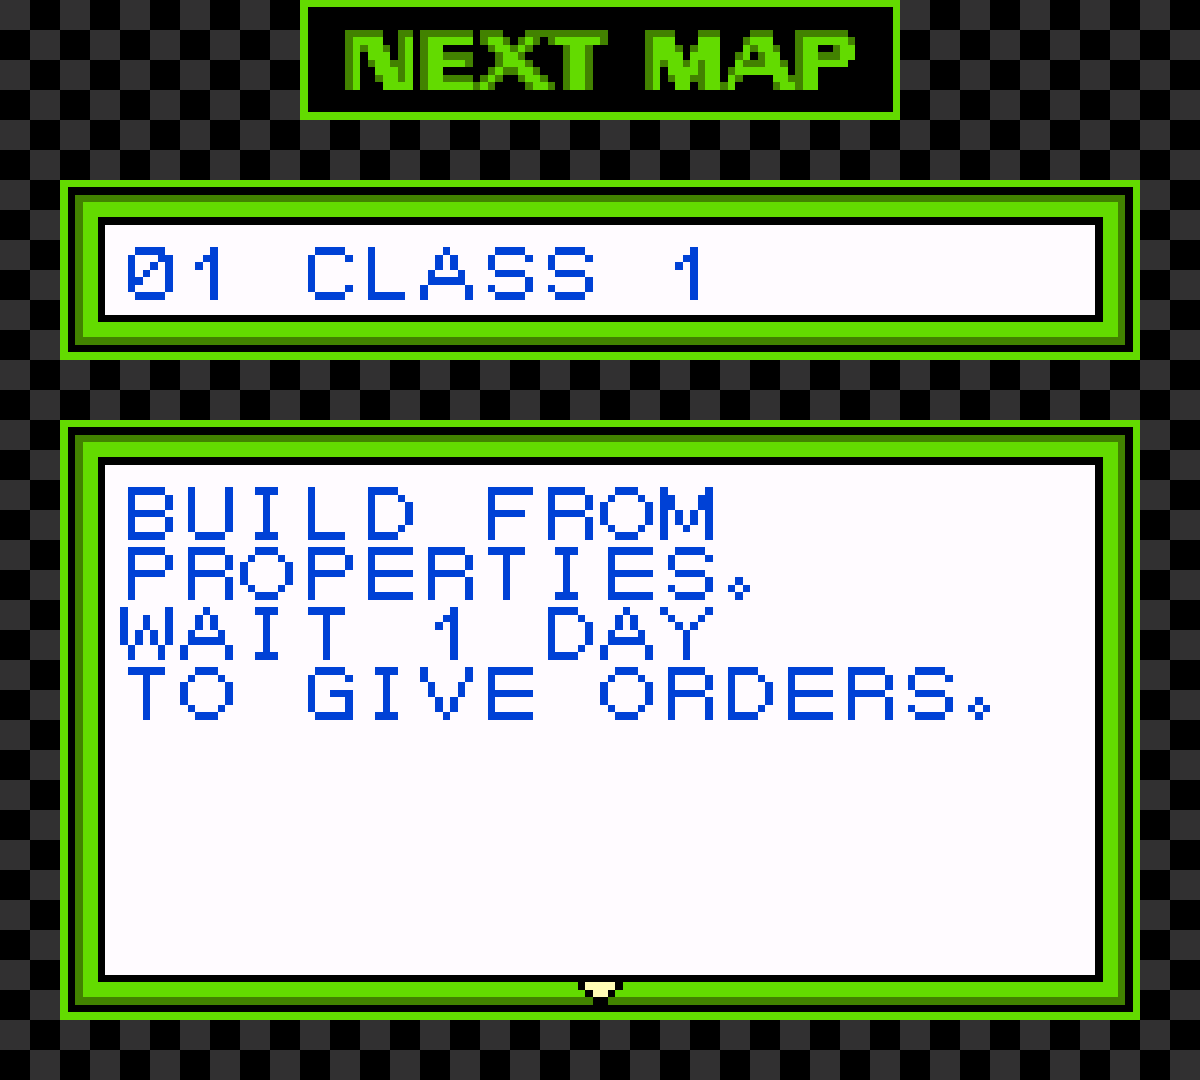 NEXT MAP
01 CLASS 1
BUILD FROM
PROPERTIES.
WAIT 1 DAY
TO GIVE ORDERS.